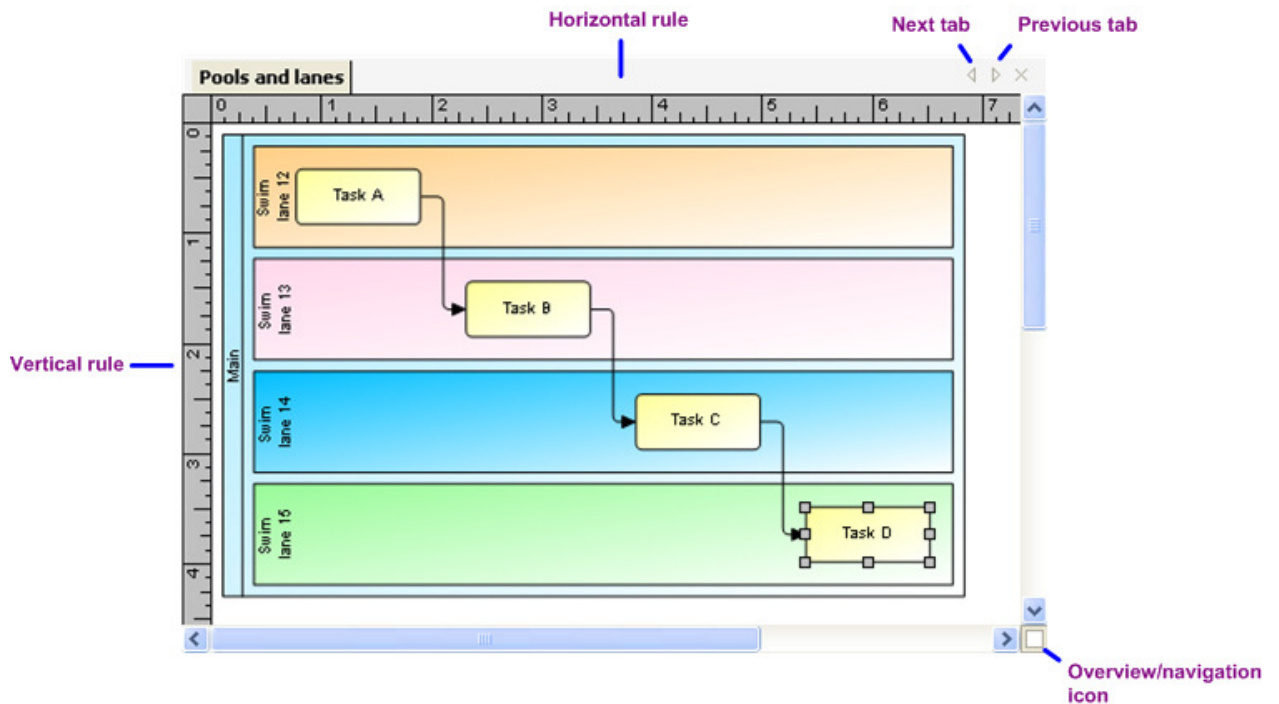 Horizontal rule
Next tab
Previous tab
Pools and lanes
0 1 2 3 4 5 6 7
0
1
2
3
4
Vertical rule
Main
Swim
lane 12
Task A
Swim
lane 13
Task B
Swim
lane 14
Task C
Swim
lane 15
Task D
Overview/navigation
icon